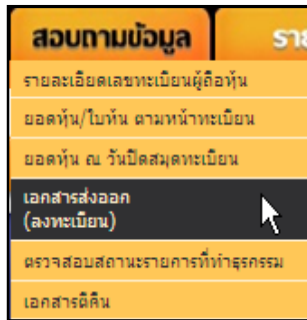 สอบถามข้อมูล
ราย
รายละเอียดเลขทะเบียนผู้ถือหุ้น
ยอดหุ้น/ใบหุ้น ตามหน้าทะเบียน
ยอดหุ้น ณ วันปิดสมุดทะเบียน
เอกสารส่งออก
(ลงทะเบียน)
ตรวจสอบสถานะรายการที่ทำธุรกรรม
เอกสารตีคืน